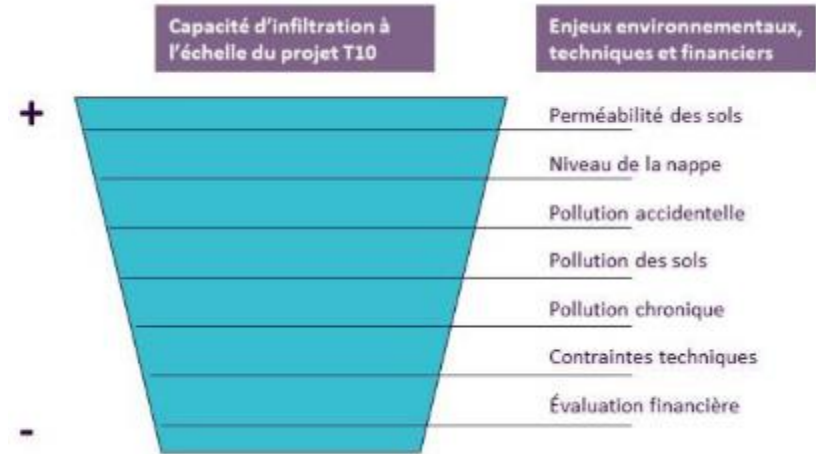 Capacité d'infiltration à
l'échelle du projet T10
Enjeux environnementaux,
techniques et financiers
+
Perméabilité des sols
Niveau de la nappe
Pollution accidentelle
Pollution des sols
Pollution chronique
Contraintes techniques
Évaluation financière
-